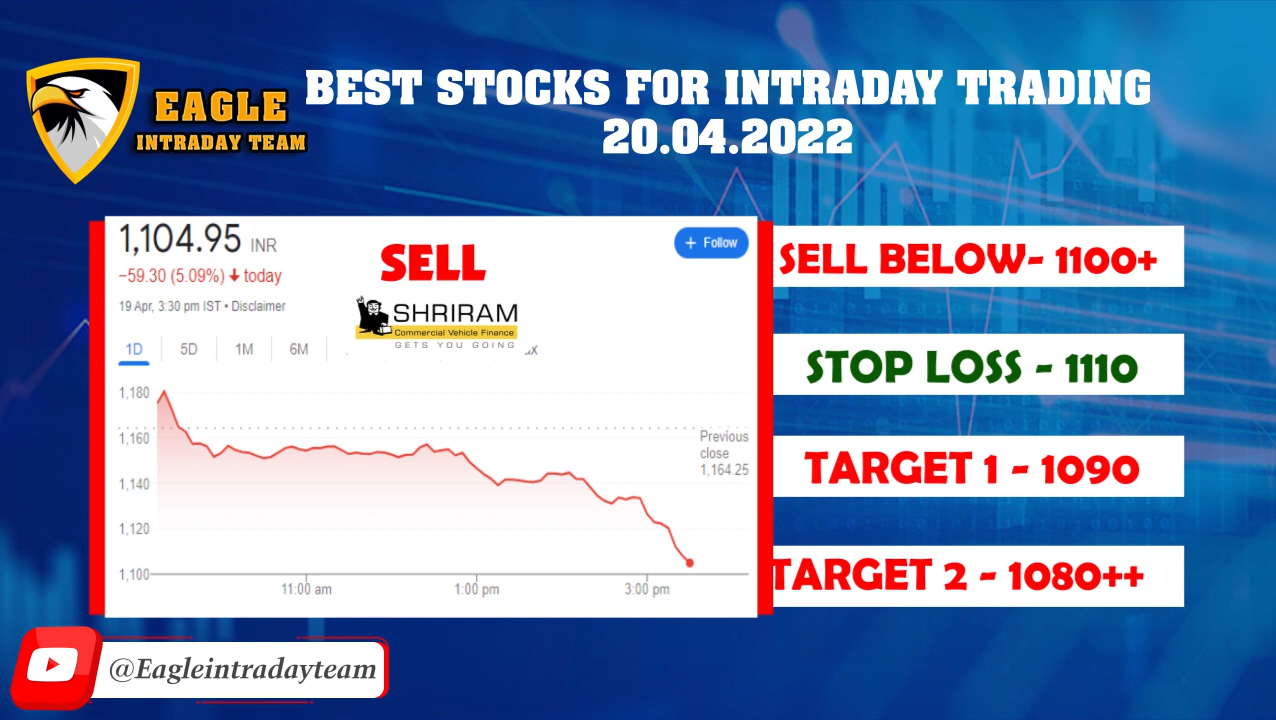 BEST STOCKS FOR INTRADAY TRADING
20.04.2022
EAGLE
INTRADAY TEAM
1,104.95 INR
−59.30 (5.09%) ↓ today
19 Apr, 3:30 pm IST • Disclaimer
+ Follow
SELL
SHRIRAM
Commercial Vehicle Finance
GETS YOU GOING
1D 5D 1M 6M
1,180
1,160
1,140
1,120
1,100
Previous
close
1,164.25
11:00 am 1:00 pm 3:00 pm
SELL BELOW- 1100+
STOP LOSS - 1110
TARGET 1 - 1090
TARGET 2 - 1080++
@Eagleintradayteam